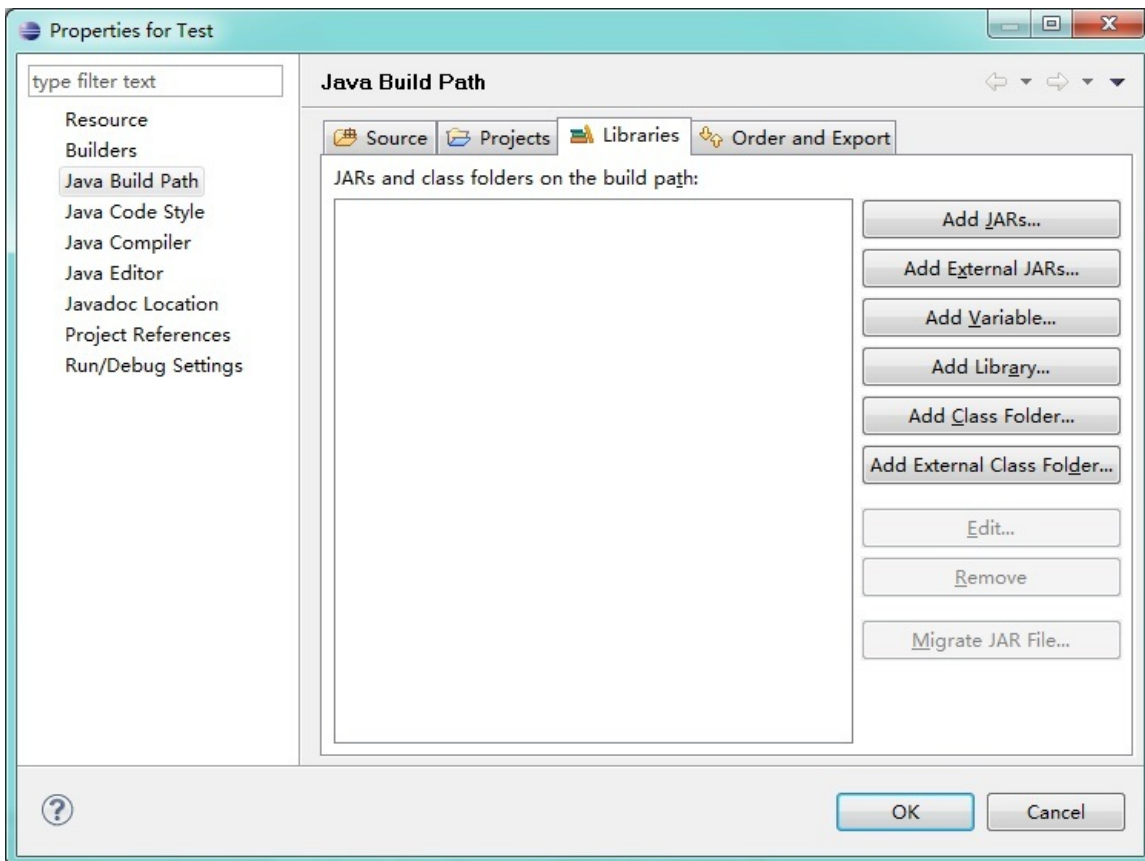 Properties for Test
type filter text
Resource
Builders
Java Build Path
Java Code Style
Java Compiler
Java Editor
Javadoc Location
Project References
Run/Debug Settings
Java Build Path
Source Projects Libraries Order and Export
JARs and class folders on the build path:
Add JARs...
Add External JARs...
Add Variable...
Add Library...
Add Class Folder...
Add External Class Folder...
Edit...
Remove
Migrate JAR File...
OK Cancel